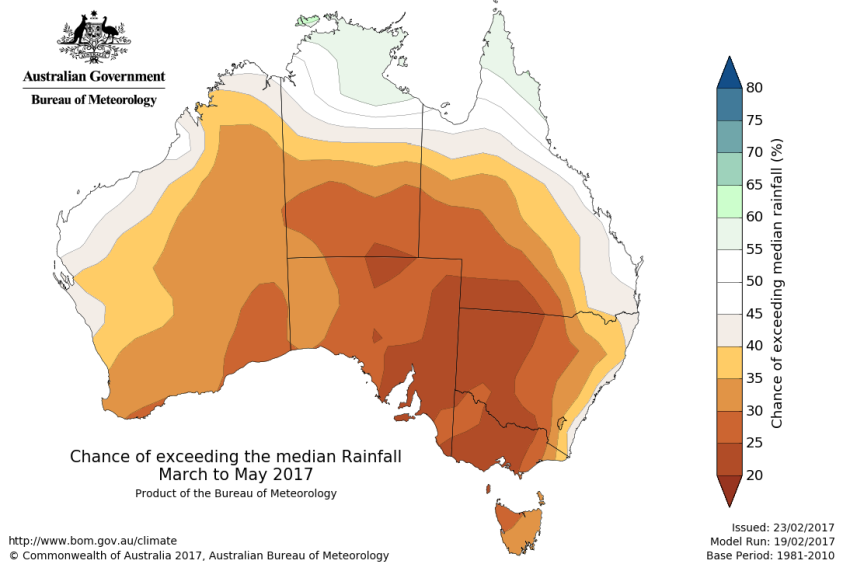 Australian Government
Bureau of Meteorology
80
75
70
65
60
55
50
45
40
35
30
25
20
Chance of exceeding median rainfall (%)
Chance of exceeding the median Rainfall
March to May 2017
Product of the Bureau of Meteorology
http://www.bom.gov.au/climate
© Commonwealth of Australia 2017, Australian Bureau of Meteorology
Issued: 23/02/2017
Model Run: 19/02/2017
Base Period: 1981-2010